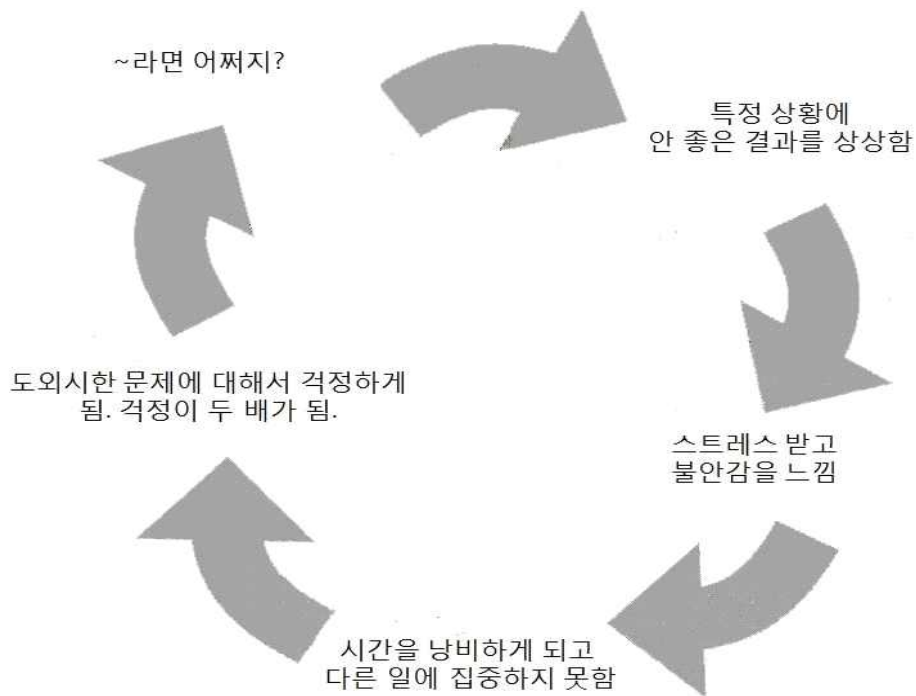 ~라면 어쩌지?
특정 상황에
안 좋은 결과를 상상함
스트레스 받고
불안감을 느낌
시간을 낭비하게 되고
다른 일에 집중하지 못함
도외시한 문제에 대해서 걱정하게
됨. 걱정이 두 배가 됨.